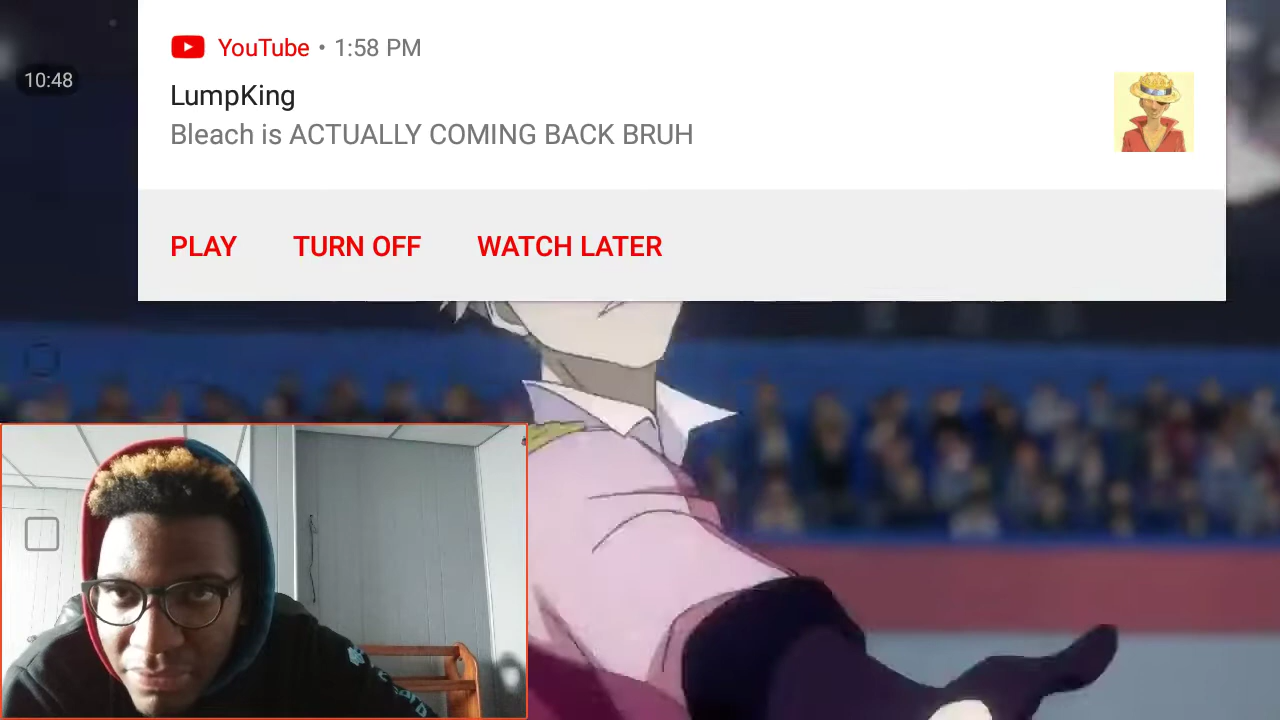 YouTube • 1:58 PM
10:48
LumpKing
Bleach is ACTUALLY COMING BACK BRUH
PLAY TURN OFF WATCH LATER